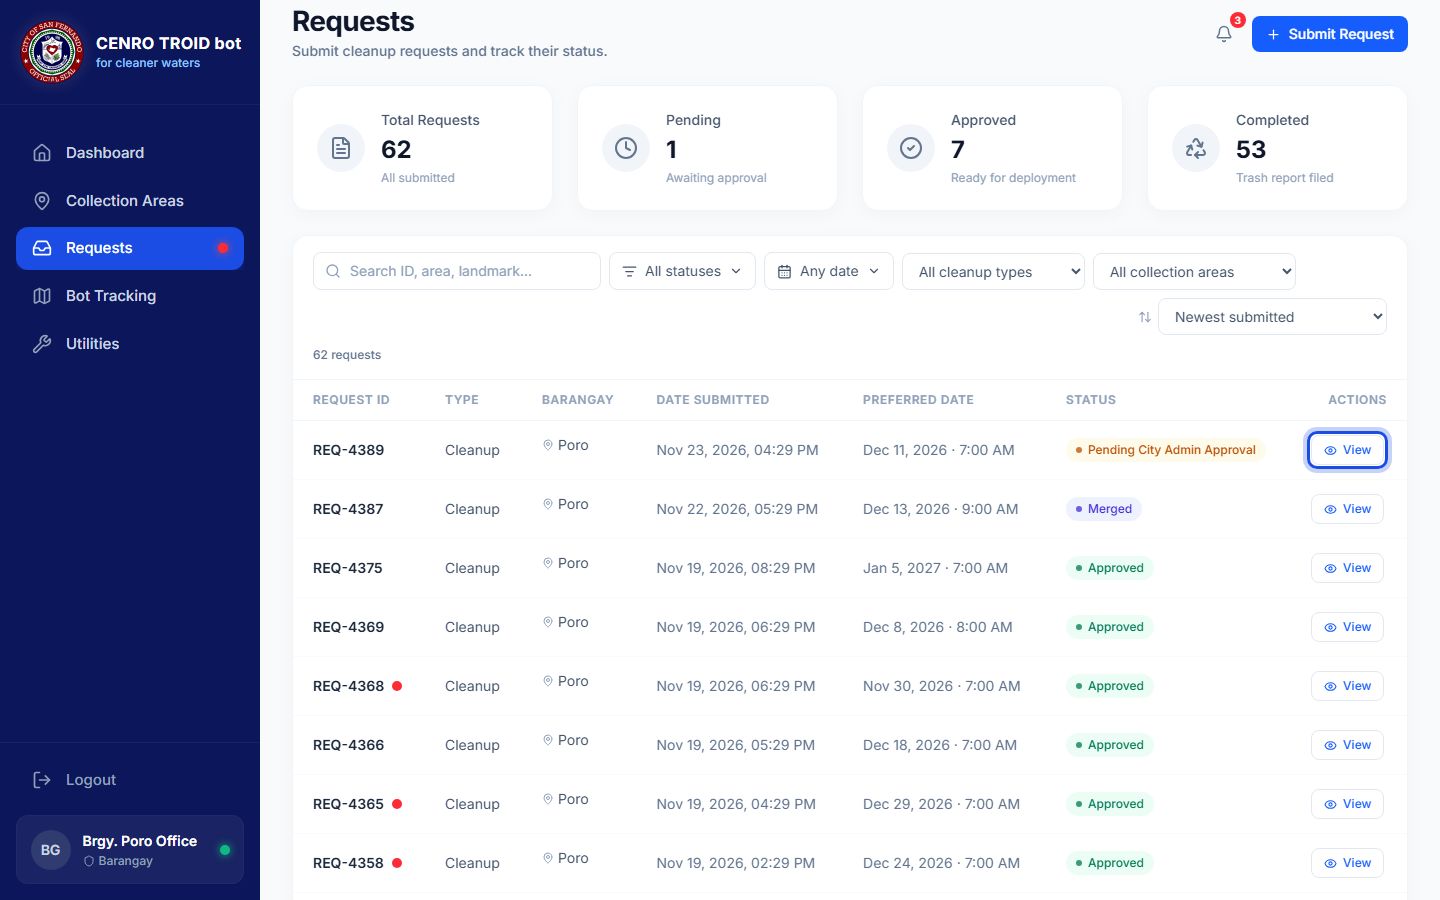 CITY OF SAN FERNANDO
OFFICIAL SEAL
CENRO TROID bot
for cleaner waters
Dashboard
Collection Areas
Requests
Bot Tracking
Utilities
Logout
BG
Brgy. Poro Office
Barangay
Requests
Submit cleanup requests and track their status.
3
Submit Request
Total Requests
62
All submitted
Pending
1
Awaiting approval
Approved
7
Ready for deployment
Completed
53
Trash report filed
Search ID, area, landmark...
All statuses
Any date
All cleanup types
All collection areas
Newest submitted
62 requests
REQUEST ID TYPE BARANGAY DATE SUBMITTED PREFERRED DATE STATUS ACTIONS
REQ-4389 Cleanup Poro Nov 23, 2026, 04:29 PM Dec 11, 2026 · 7:00 AM Pending City Admin Approval View
REQ-4387 Cleanup Poro Nov 22, 2026, 05:29 PM Dec 13, 2026 · 9:00 AM Merged View
REQ-4375 Cleanup Poro Nov 19, 2026, 08:29 PM Jan 5, 2027 · 7:00 AM Approved View
REQ-4369 Cleanup Poro Nov 19, 2026, 06:29 PM Dec 8, 2026 · 8:00 AM Approved View
REQ-4368 Cleanup Poro Nov 19, 2026, 06:29 PM Nov 30, 2026 · 7:00 AM Approved View
REQ-4366 Cleanup Poro Nov 19, 2026, 05:29 PM Dec 18, 2026 · 7:00 AM Approved View
REQ-4365 Cleanup Poro Nov 19, 2026, 04:29 PM Dec 29, 2026 · 7:00 AM Approved View
REQ-4358 Cleanup Poro Nov 19, 2026, 02:29 PM Dec 24, 2026 · 7:00 AM Approved View